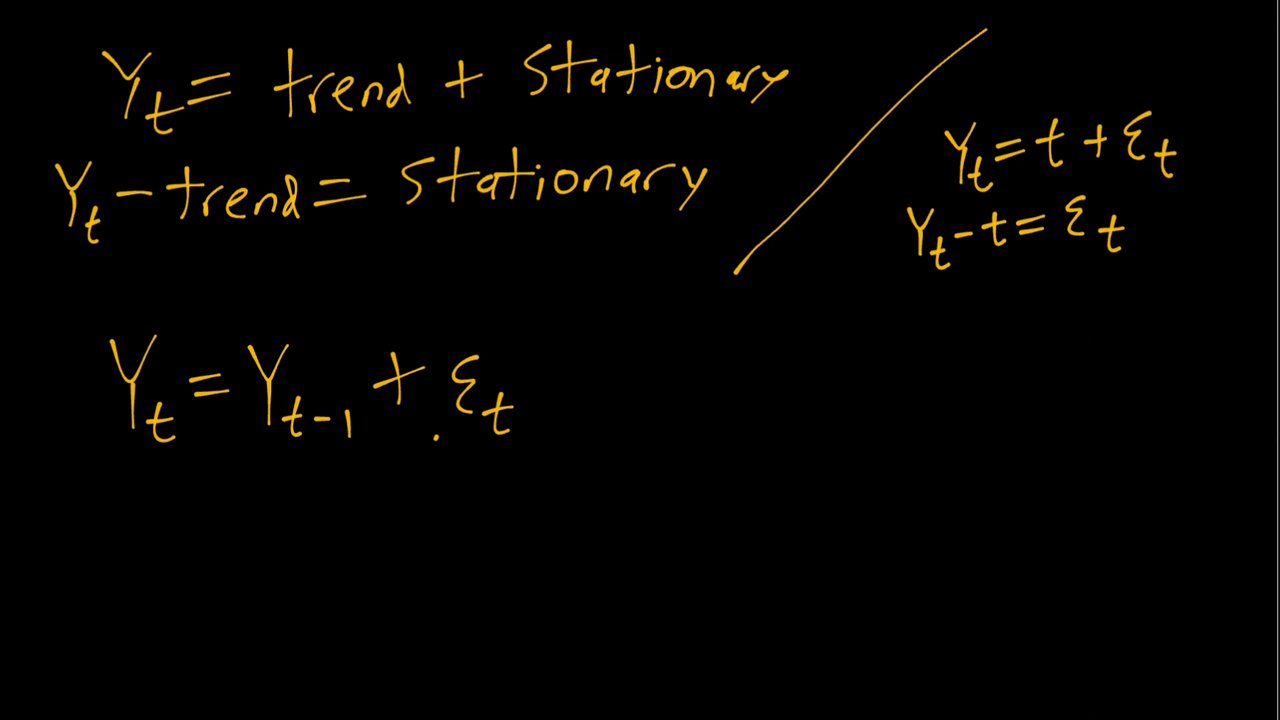 Yt = trend + Stationary
Yt - trend = Stationary
Yt = t + εt
Yt - t = εt
Yt = Yt-1 + εt